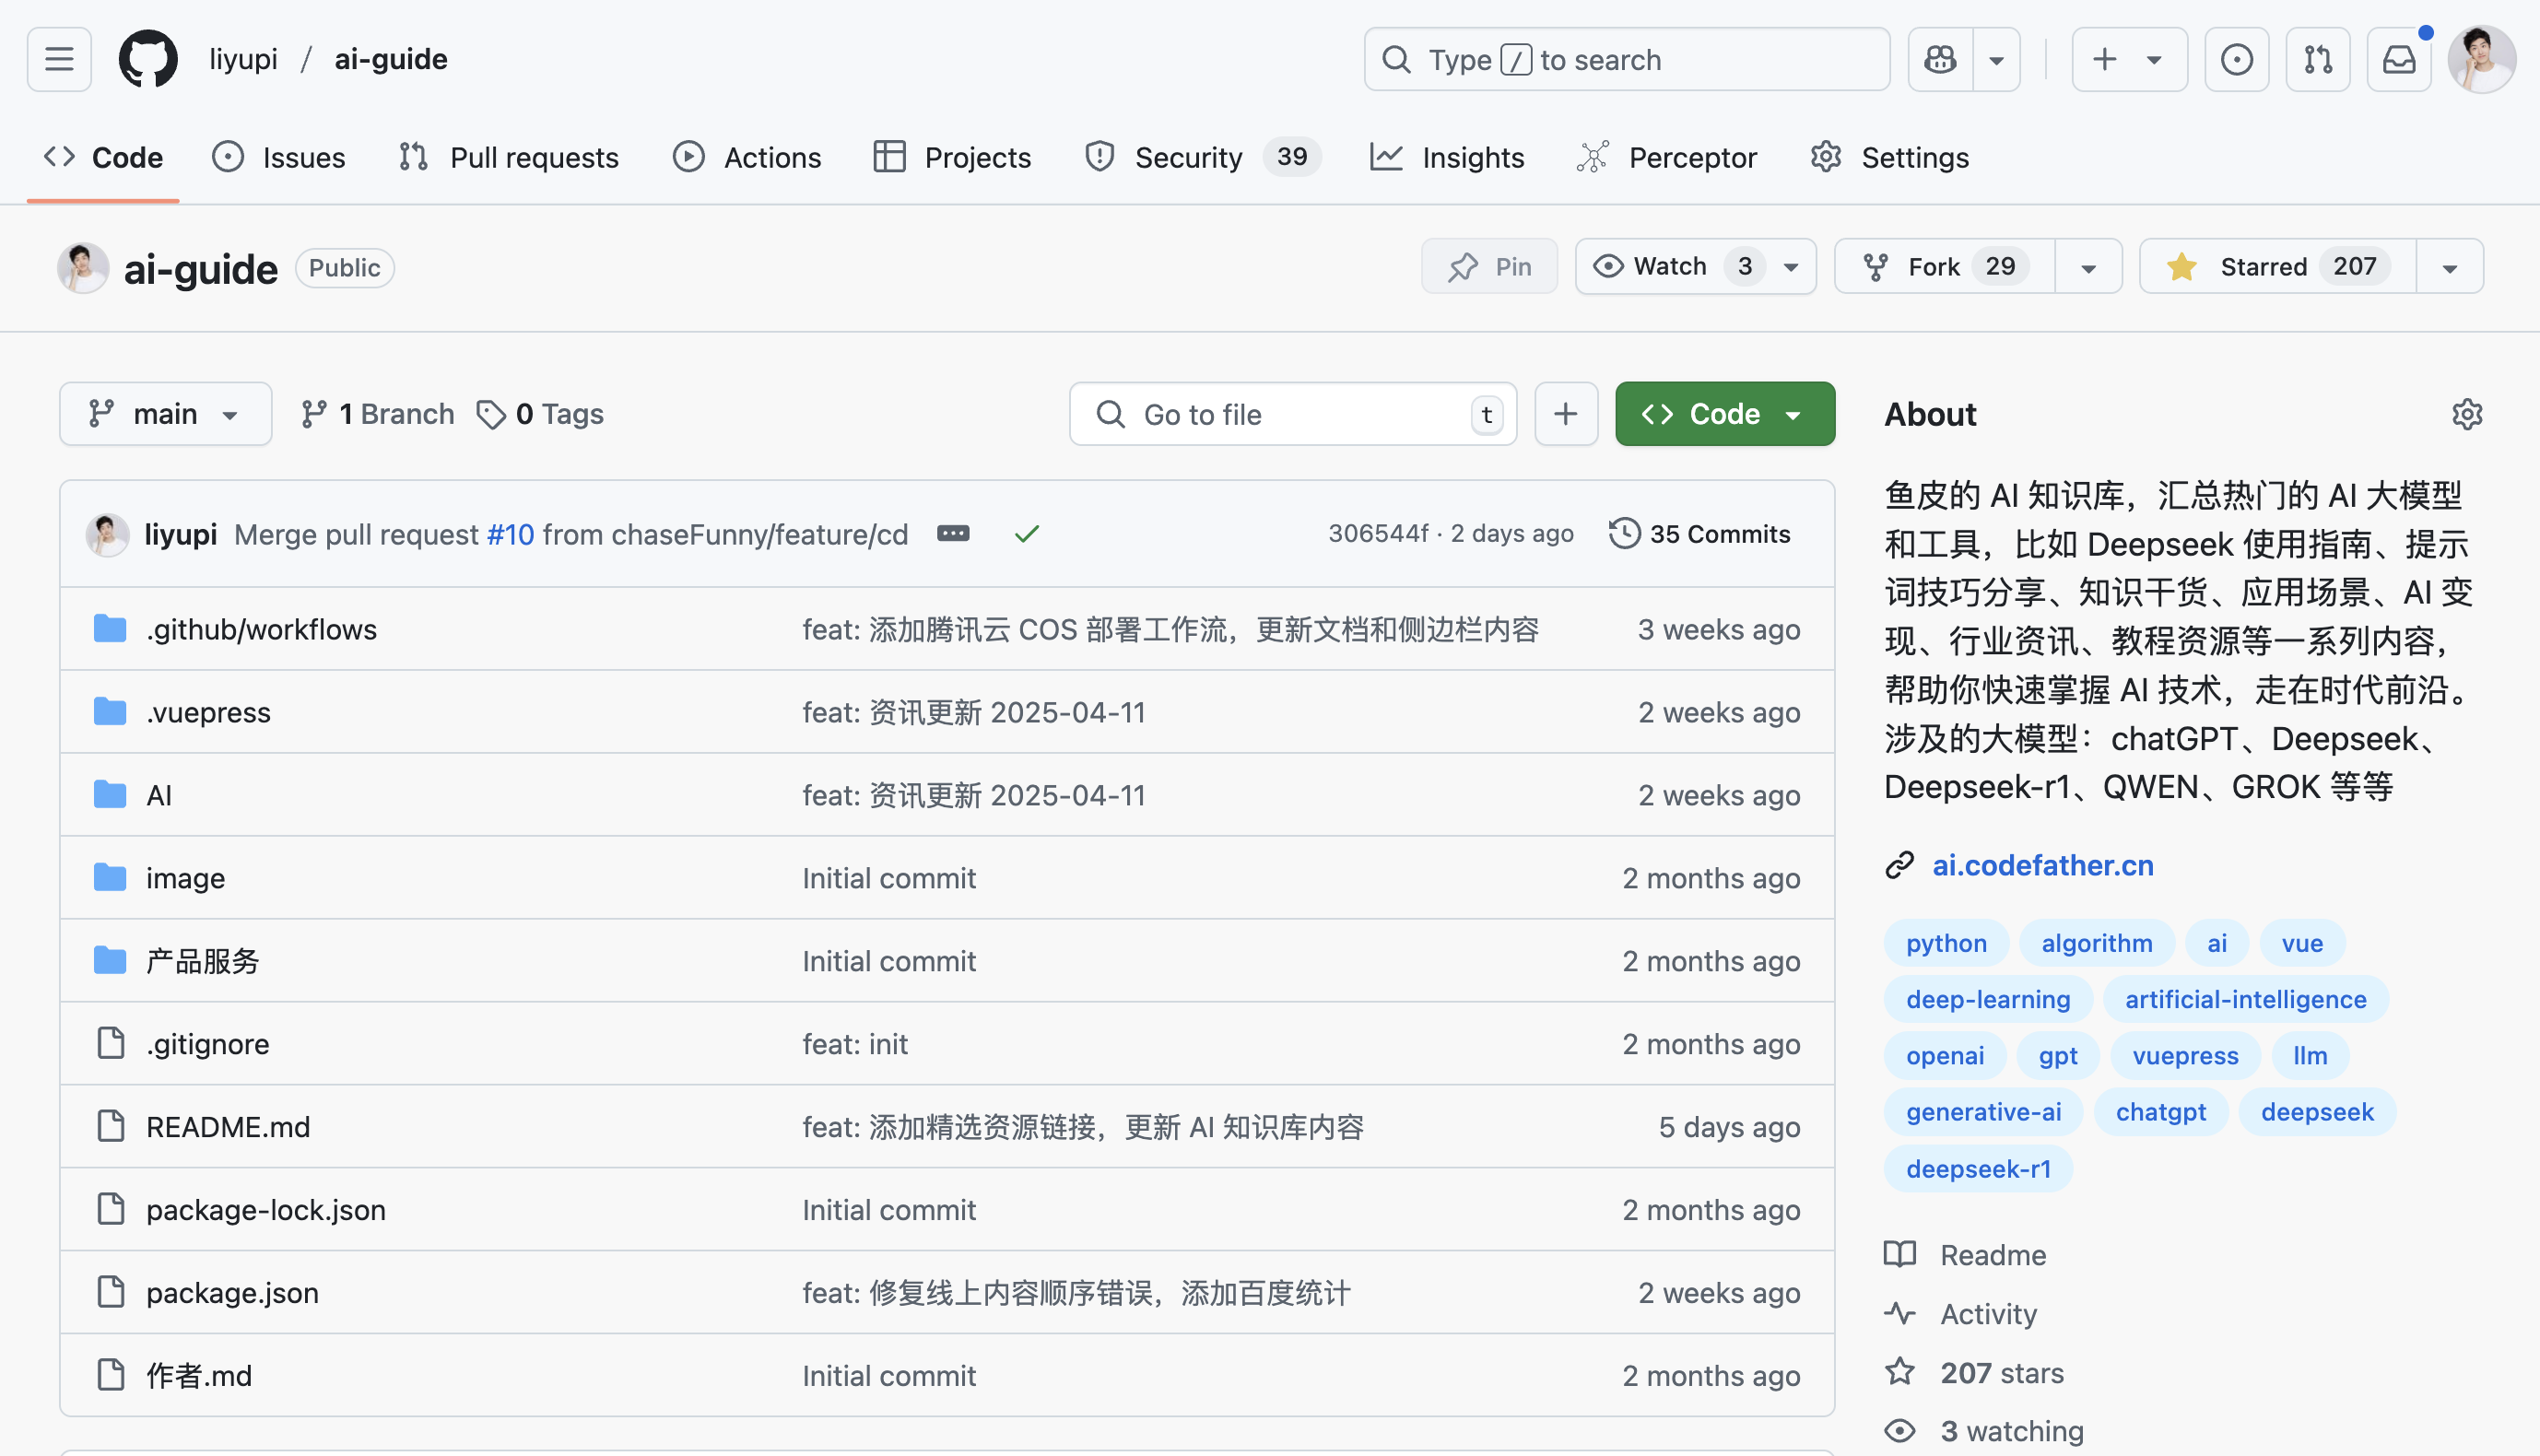 liyupi / ai-guide
Type / to search
Code
Issues
Pull requests
Actions
Projects
Security 39
Insights
Perceptor
Settings
ai-guide Public
Pin
Watch 3
Fork 29
Starred 207
main
1 Branch
0 Tags
Go to file t
Code
liyupi Merge pull request #10 from chaseFunny/feature/cd
306544f · 2 days ago
35 Commits
.github/workflows feat: 添加腾讯云 COS 部署工作流，更新文档和侧边栏内容 3 weeks ago
.vuepress feat: 资讯更新 2025-04-11 2 weeks ago
AI feat: 资讯更新 2025-04-11 2 weeks ago
image Initial commit 2 months ago
产品服务 Initial commit 2 months ago
.gitignore feat: init 2 months ago
README.md feat: 添加精选资源链接，更新 AI 知识库内容 5 days ago
package-lock.json Initial commit 2 months ago
package.json feat: 修复线上内容顺序错误，添加百度统计 2 weeks ago
作者.md Initial commit 2 months ago
About
鱼皮的 AI 知识库，汇总热门的 AI 大模型
和工具，比如 Deepseek 使用指南、提示
词技巧分享、知识干货、应用场景、AI 变
现、行业资讯、教程资源等一系列内容，
帮助你快速掌握 AI 技术，走在时代前沿。
涉及的大模型：chatGPT、Deepseek、
Deepseek-r1、QWEN、GROK 等等
ai.codefather.cn
python algorithm ai vue
deep-learning artificial-intelligence
openai gpt vuepress llm
generative-ai chatgpt deepseek
deepseek-r1
Readme
Activity
207 stars
3 watching